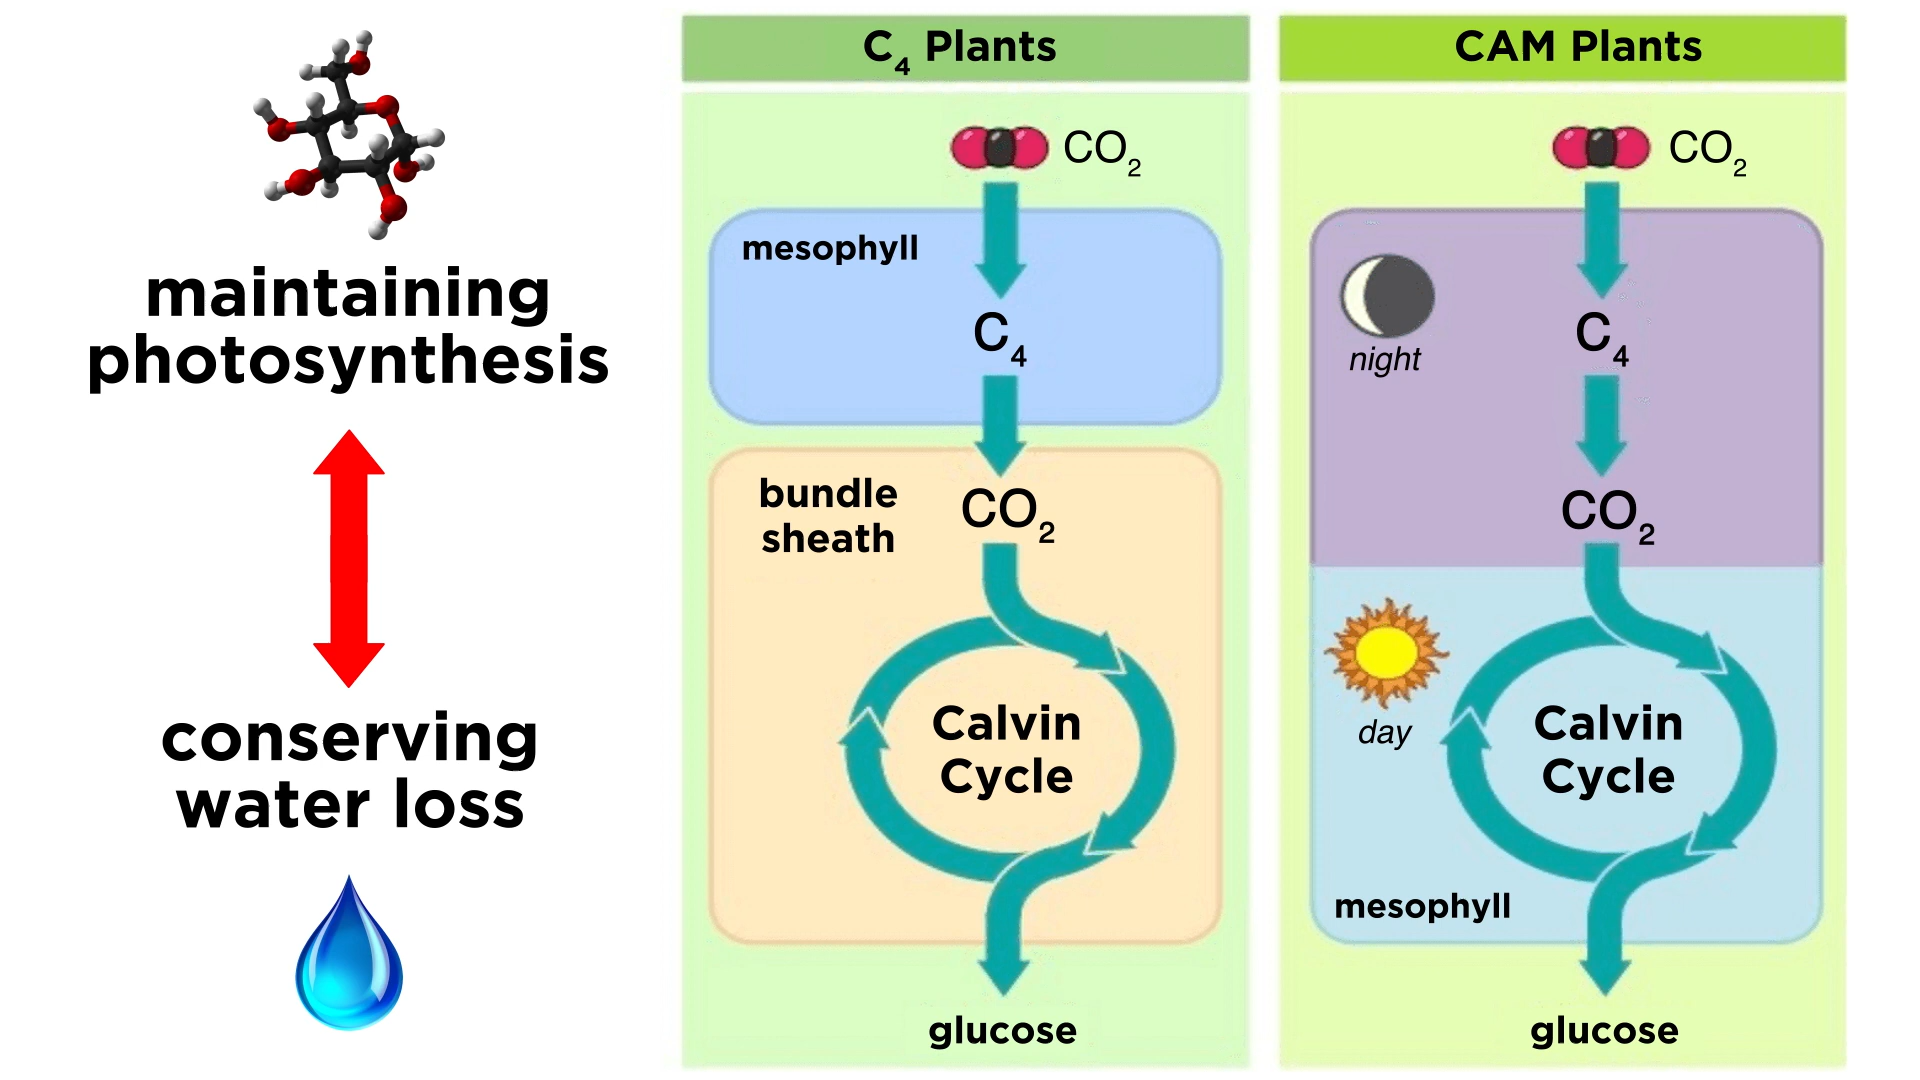 maintaining
photosynthesis
conserving
water loss
C₄ Plants
CO₂
mesophyll
C₄
bundle
sheath
CO₂
Calvin
Cycle
glucose
CAM Plants
CO₂
night
C₄
CO₂
day
Calvin
Cycle
mesophyll
glucose